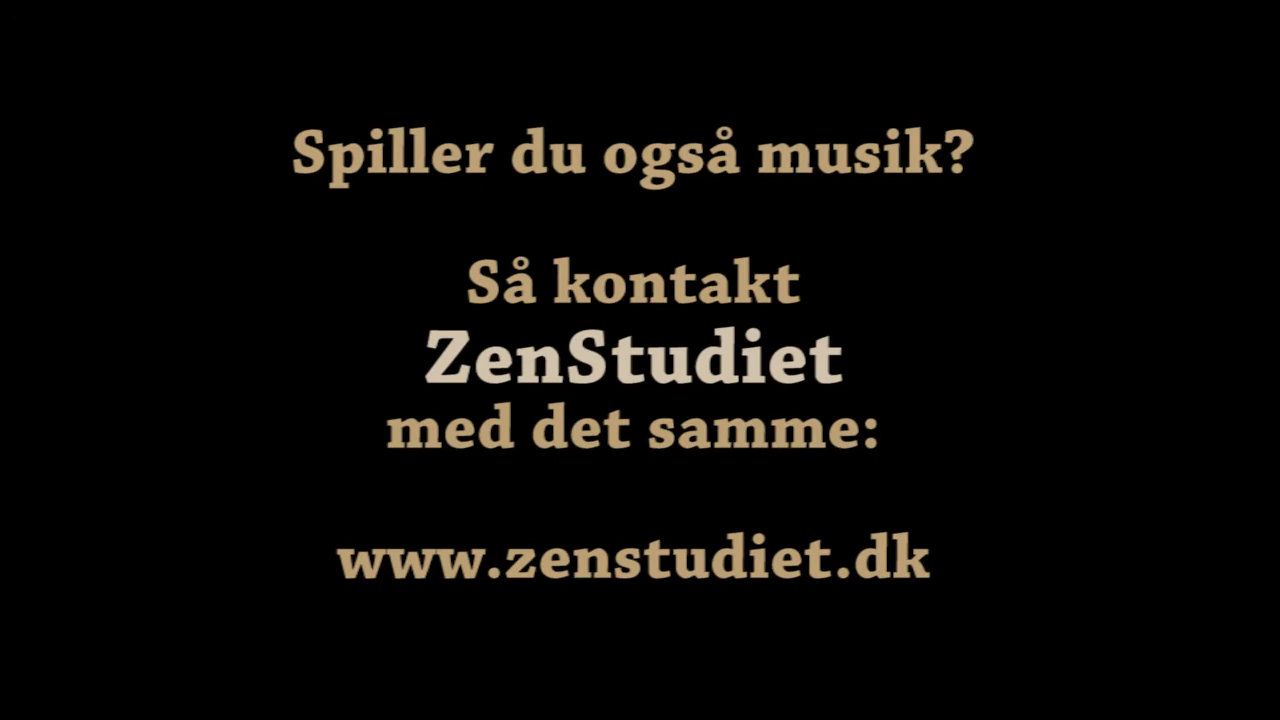 Spiller du også musik?
Så kontakt
ZenStudiet
med det samme:
www.zenstudiet.dk